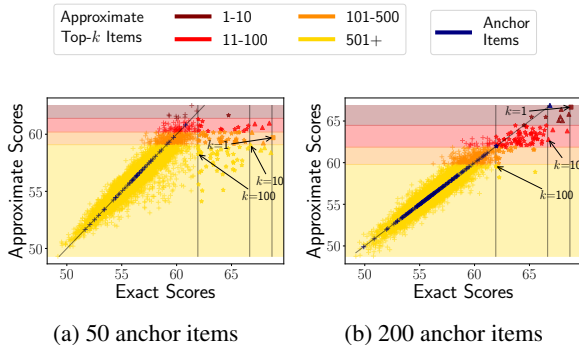 Approximate
Top-k Items
1-10
11-100
101-500
501+
Anchor
Items
Approximate Scores
60
55
50
k=1
k=10
k=100
50 55 60 65
Exact Scores
(a) 50 anchor items
Approximate Scores
65
60
55
50
k=1
k=10
k=100
50 55 60 65
Exact Scores
(b) 200 anchor items